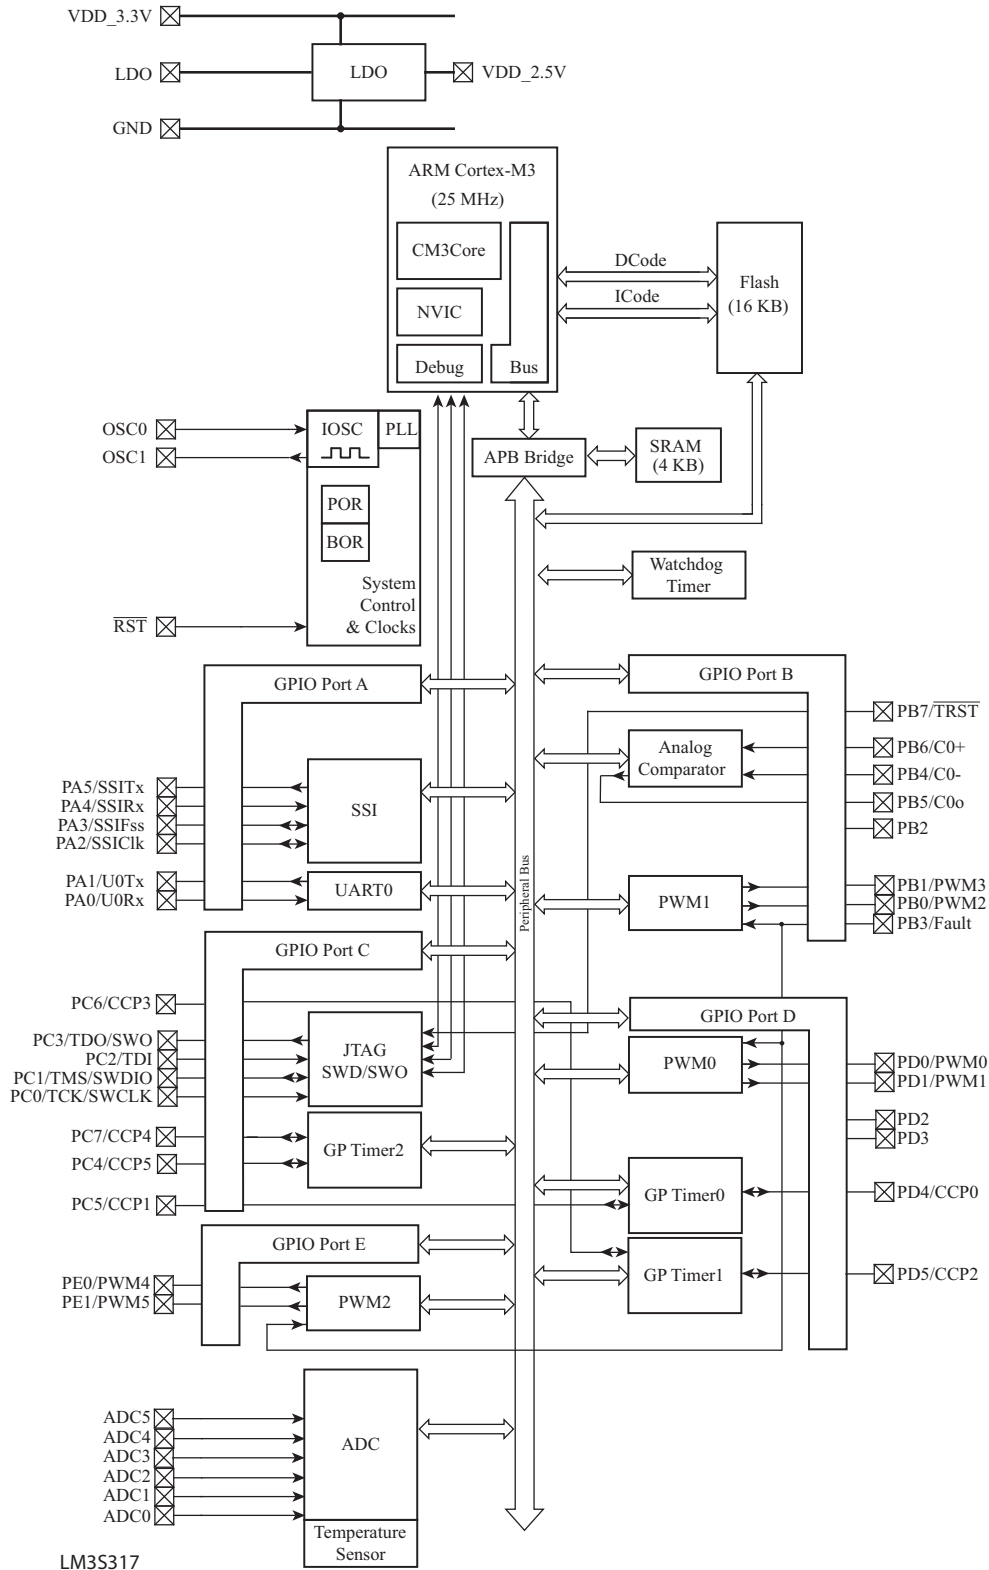 VDD_3.3V
LDO
LDO
VDD_2.5V
GND
ARM Cortex-M3
(25 MHz)
CM3Core
NVIC
Debug
Bus
DCode
ICode
Flash
(16 KB)
OSC0
OSC1
IOSC
PLL
POR
BOR
System
Control
& Clocks
RST
APB Bridge
SRAM
(4 KB)
Watchdog
Timer
GPIO Port A
PA5/SSITx
PA4/SSIRx
PA3/SSIFss
PA2/SSIClk
SSI
PA1/U0Tx
PA0/U0Rx
UART0
Peripheral Bus
GPIO Port B
PB7/TRST
Analog
Comparator
PB6/C0+
PB4/C0-
PB5/C0o
PB2
PWM1
PB1/PWM3
PB0/PWM2
PB3/Fault
GPIO Port C
PC6/CCP3
PC3/TDO/SWO
PC2/TDI
PC1/TMS/SWDIO
PC0/TCK/SWCLK
JTAG
SWD/SWO
PC7/CCP4
PC4/CCP5
GP Timer2
PC5/CCP1
GPIO Port D
PWM0
PD0/PWM0
PD1/PWM1
PD2
PD3
GP Timer0
PD4/CCP0
GP Timer1
PD5/CCP2
GPIO Port E
PE0/PWM4
PE1/PWM5
PWM2
ADC5
ADC4
ADC3
ADC2
ADC1
ADC0
ADC
Temperature
Sensor
LM3S317